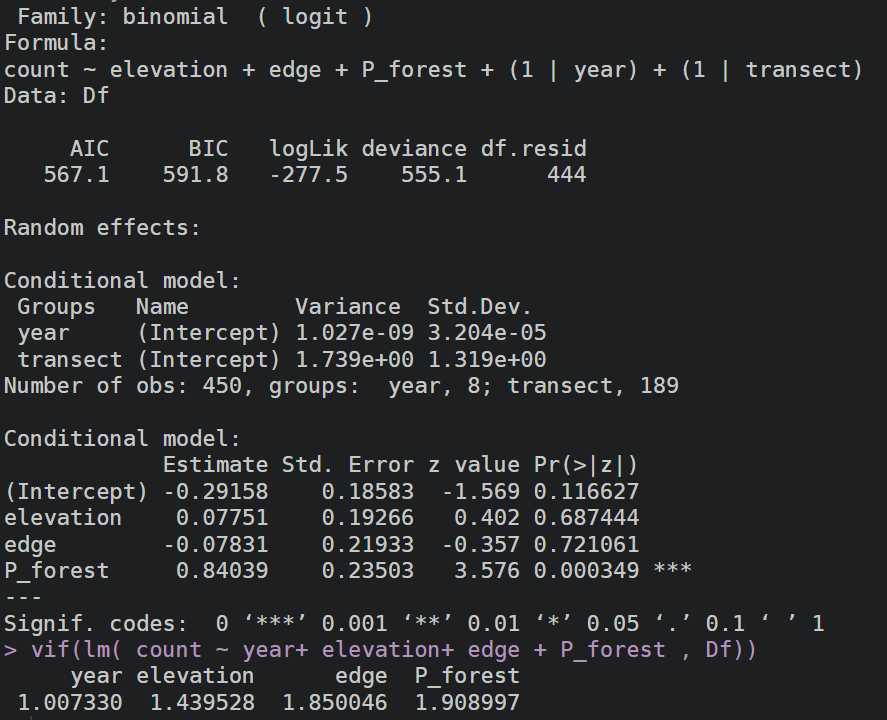 Family: binomial  ( logit )
Formula:
count ~ elevation + edge + P_forest + (1 | year) + (1 | transect)
Data: Df
AIC      BIC   logLik deviance df.resid
567.1    591.8   -277.5    555.1      444
Random effects:
Conditional model:
Groups   Name        Variance  Std.Dev.
year     (Intercept) 1.027e-09 3.204e-05
transect (Intercept) 1.739e+00 1.319e+00
Number of obs: 450, groups:  year, 8; transect, 189
Conditional model:
Estimate Std. Error z value Pr(>|z|)
(Intercept) -0.29158    0.18583  -1.569 0.116627
elevation    0.07751    0.19266   0.402 0.687444
edge        -0.07831    0.21933  -0.357 0.721061
P_forest     0.84039    0.23503   3.576 0.000349 ***
---
Signif. codes:  0 ‘***’ 0.001 ‘**’ 0.01 ‘*’ 0.05 ‘.’ 0.1 ‘ ’ 1
> vif(lm( count ~ year+ elevation+ edge + P_forest , Df))
year elevation      edge  P_forest
1.007330  1.439528  1.850046  1.908997